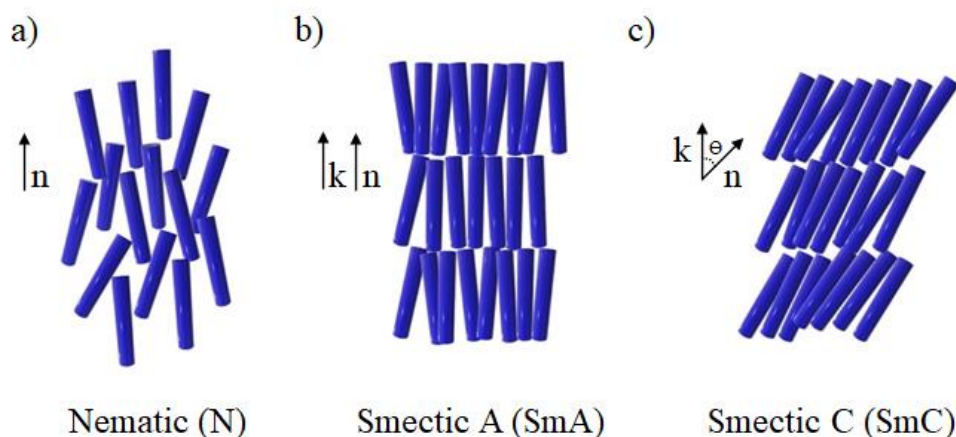 a)
b)
c)
n
k n
k ϴ n
Nematic (N)
Smectic A (SmA)
Smectic C (SmC)